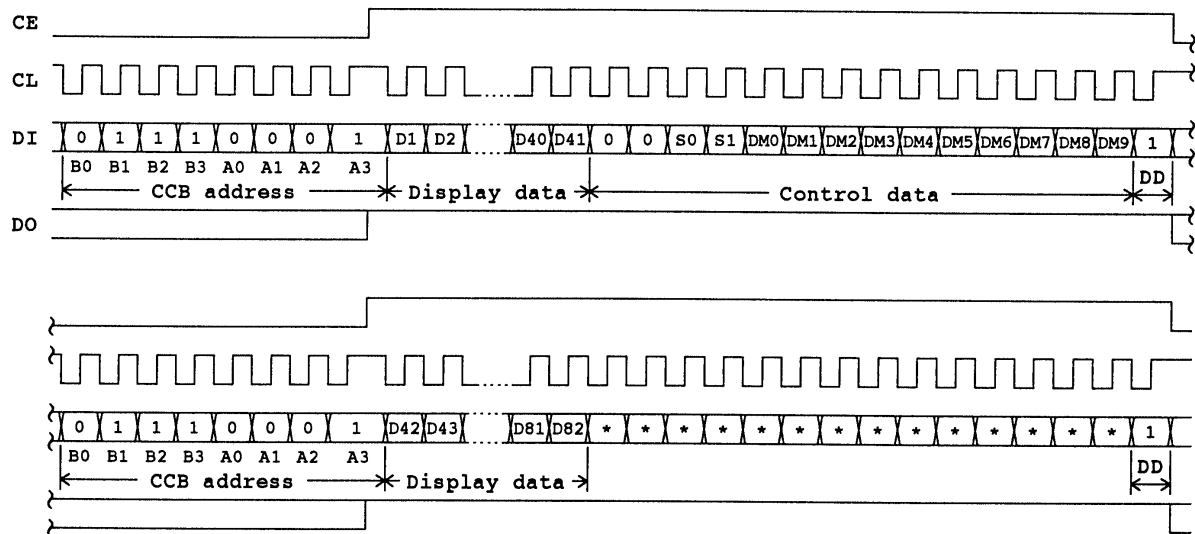 CE
CL
DI 0 1 1 1 0 0 0 1 D1 D2 D40 D41 0 0 S0 S1 DM0 DM1 DM2 DM3 DM4 DM5 DM6 DM7 DM8 DM9 1
B0 B1 B2 B3 A0 A1 A2 A3 DD
CCB address Display data Control data
DO
0 1 1 1 0 0 0 1 D42 D43 D81 D82 * * * * * * * * * * * * * * 1
B0 B1 B2 B3 A0 A1 A2 A3 DD
CCB address Display data